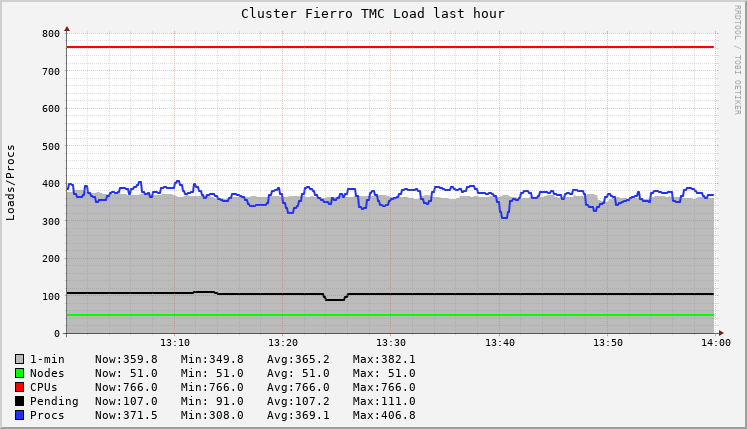 Cluster Fierro TMC Load last hour
RRDTOOL / TOBI OETIKER
Loads/Procs
800
700
600
500
400
300
200
100
0
13:10 13:20 13:30 13:40 13:50 14:00
1-min Now:359.8 Min:349.8 Avg:365.2 Max:382.1
Nodes Now: 51.0 Min: 51.0 Avg: 51.0 Max: 51.0
CPUs Now:766.0 Min:766.0 Avg:766.0 Max:766.0
Pending Now:107.0 Min: 91.0 Avg:107.2 Max:111.0
Procs Now:371.5 Min:308.0 Avg:369.1 Max:406.8